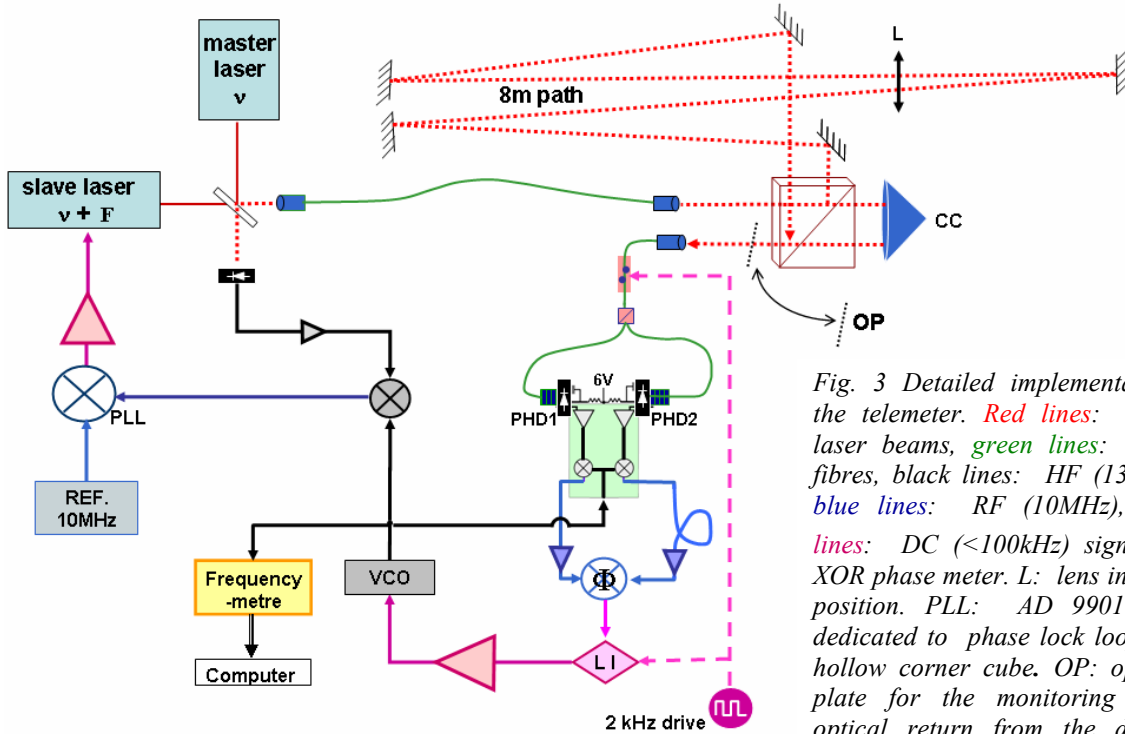 master
laser
ν
L
8m path
slave laser
ν + F
CC
OP
PLL
6V
PHD1
PHD2
REF.
10MHz
Frequency
-metre
VCO
Φ
L I
Computer
2 kHz drive
Fig. 3 Detailed implementa
the telemeter. Red lines:
laser beams, green lines:
fibres, black lines: HF (13
blue lines: RF (10MHz),
lines: DC (<100kHz) sign
XOR phase meter. L: lens in
position. PLL: AD 9901
dedicated to phase lock loo
hollow corner cube. OP: op
plate for the monitoring
optical return from the